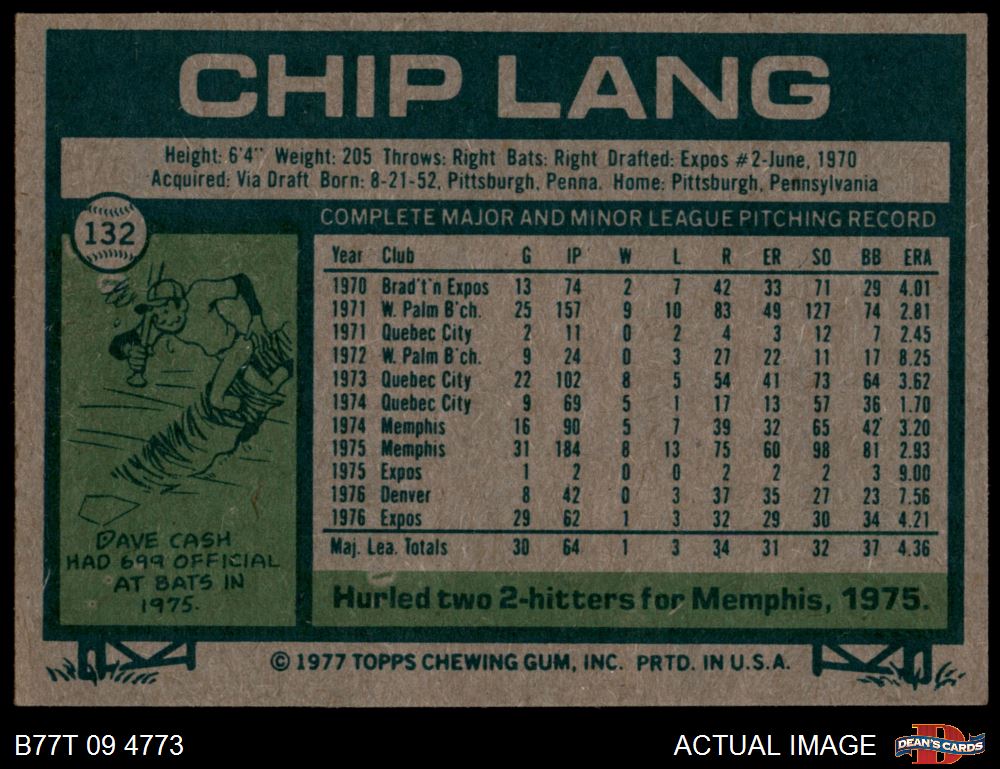 CHIP LANG
Height: 6'4" Weight: 205 Throws: Right Bats: Right Drafted: Expos #2-June, 1970
Acquired: Via Draft Born: 8-21-52, Pittsburgh, Penna. Home: Pittsburgh, Pennsylvania
132
COMPLETE MAJOR AND MINOR LEAGUE PITCHING RECORD
Year Club G IP W L R ER SO BB ERA
1970 Brad't'n Expos 13 74 2 7 42 33 71 29 4.01
1971 W. Palm B'ch. 25 157 9 10 83 49 127 74 2.81
1971 Quebec City 2 11 0 2 4 3 12 7 2.45
1972 W. Palm B'ch. 9 24 0 3 27 22 11 17 8.25
1973 Quebec City 22 102 8 5 54 41 73 64 3.62
1974 Quebec City 9 69 5 1 17 13 57 36 1.70
1974 Memphis 16 90 5 7 39 32 65 42 3.20
1975 Memphis 31 184 8 13 75 60 98 81 2.93
1975 Expos 1 2 0 0 2 2 2 3 9.00
1976 Denver 8 42 0 3 37 35 27 23 7.56
1976 Expos 29 62 1 3 32 29 30 34 4.21
Maj. Lea. Totals 30 64 1 3 34 31 32 37 4.36
DAVE CASH
HAD 699 OFFICIAL
AT BATS IN
1975.
Hurled two 2-hitters for Memphis, 1975.
© 1977 TOPPS CHEWING GUM, INC. PRTD. IN U.S.A.
B77T 09 4773
ACTUAL IMAGE
D
DEAN'S CARDS